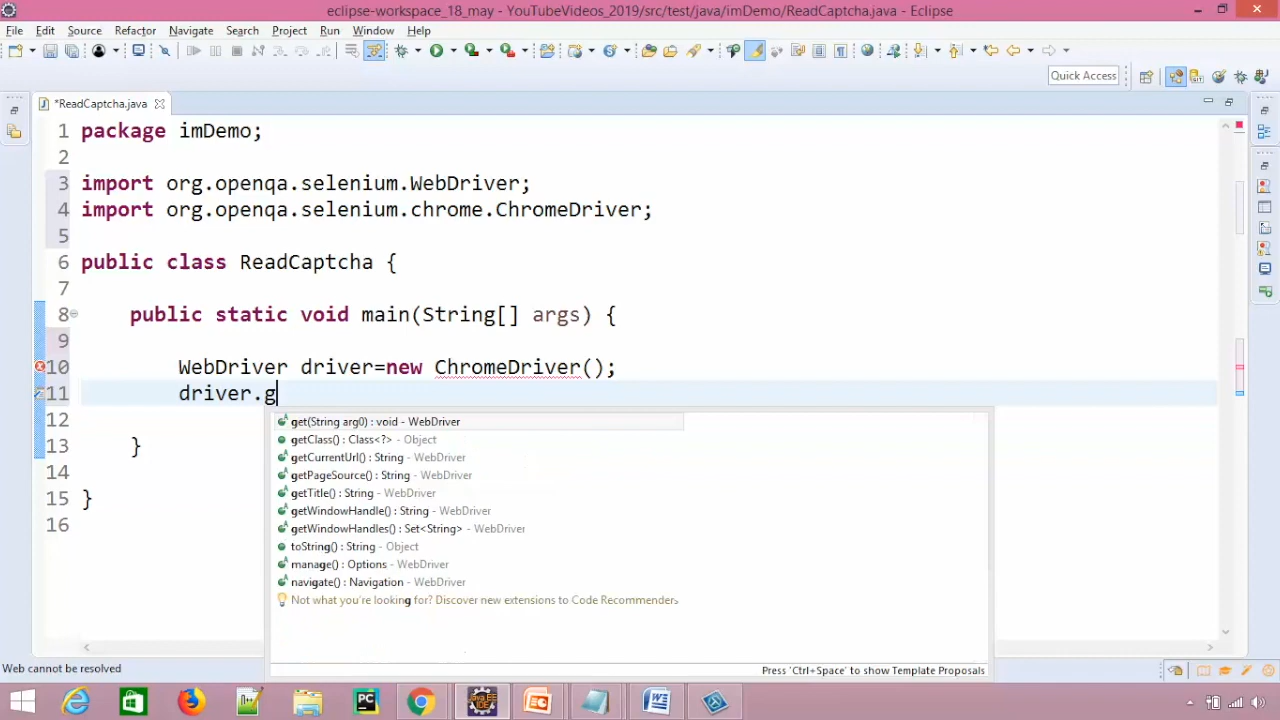 eclipse-workspace_18_may - YouTubeVideos_2019/src/test/java/imDemo/ReadCaptcha.java - Eclipse
File Edit Source Refactor Navigate Search Project Run Window Help
Quick Access
*ReadCaptcha.java
1 package imDemo;
2
3 import org.openqa.selenium.WebDriver;
4 import org.openqa.selenium.chrome.ChromeDriver;
5
6 public class ReadCaptcha {
7
8 public static void main(String[] args) {
9
10 WebDriver driver=new ChromeDriver();
11 driver.g
12
13 }
14
15 }
16
get(String arg0) : void - WebDriver
getClass() : Class<?> - Object
getCurrentUrl() : String - WebDriver
getPageSource() : String - WebDriver
getTitle() : String - WebDriver
getWindowHandle() : String - WebDriver
getWindowHandles() : Set<String> - WebDriver
toString() : String - Object
manage() : Options - WebDriver
navigate() : Navigation - WebDriver
Not what you're looking for? Discover new extensions to Code Recommenders
Press 'Ctrl+Space' to show Template Proposals
Web cannot be resolved
PC
Java EE
IDE